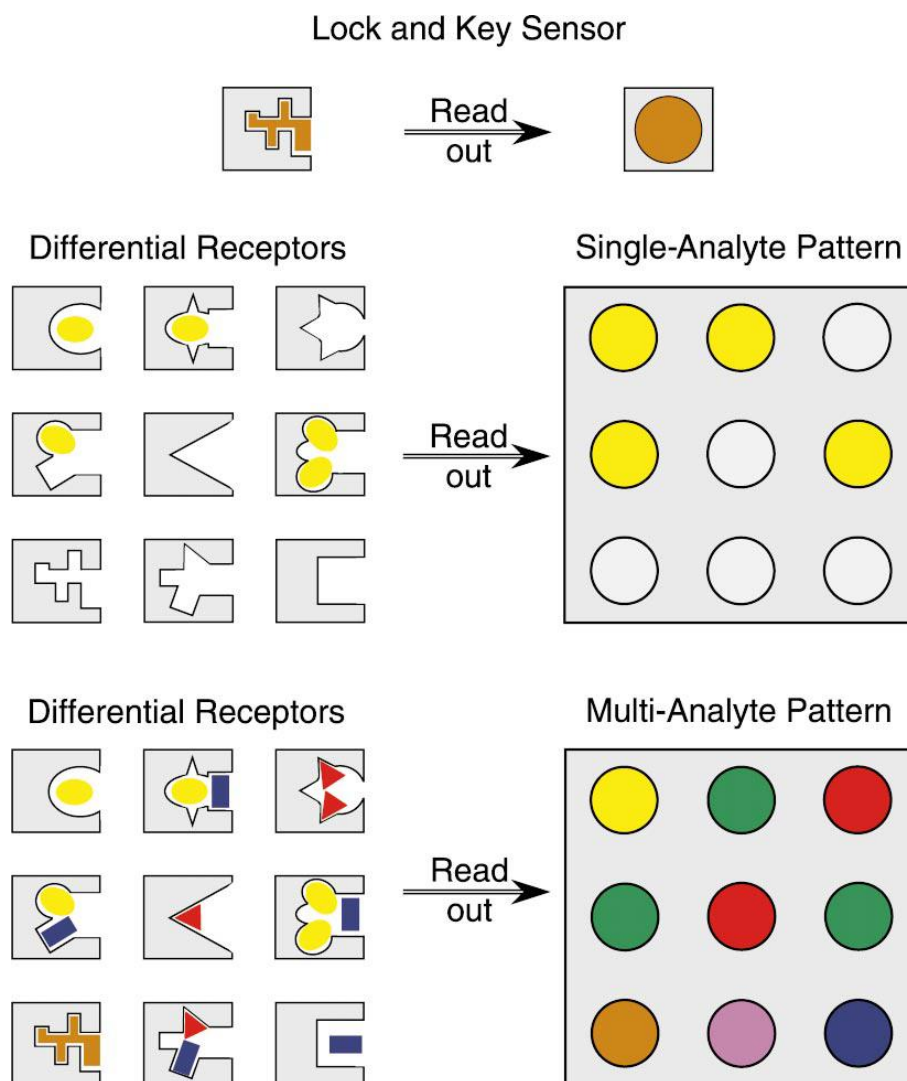 Lock and Key Sensor
Read
out
Differential Receptors
Single-Analyte Pattern
Read
out
Differential Receptors
Multi-Analyte Pattern
Read
out